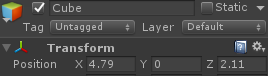 Cube Static
Tag Untagged Layer Default
Transform
Position X 4.79 Y 0 Z 2.11